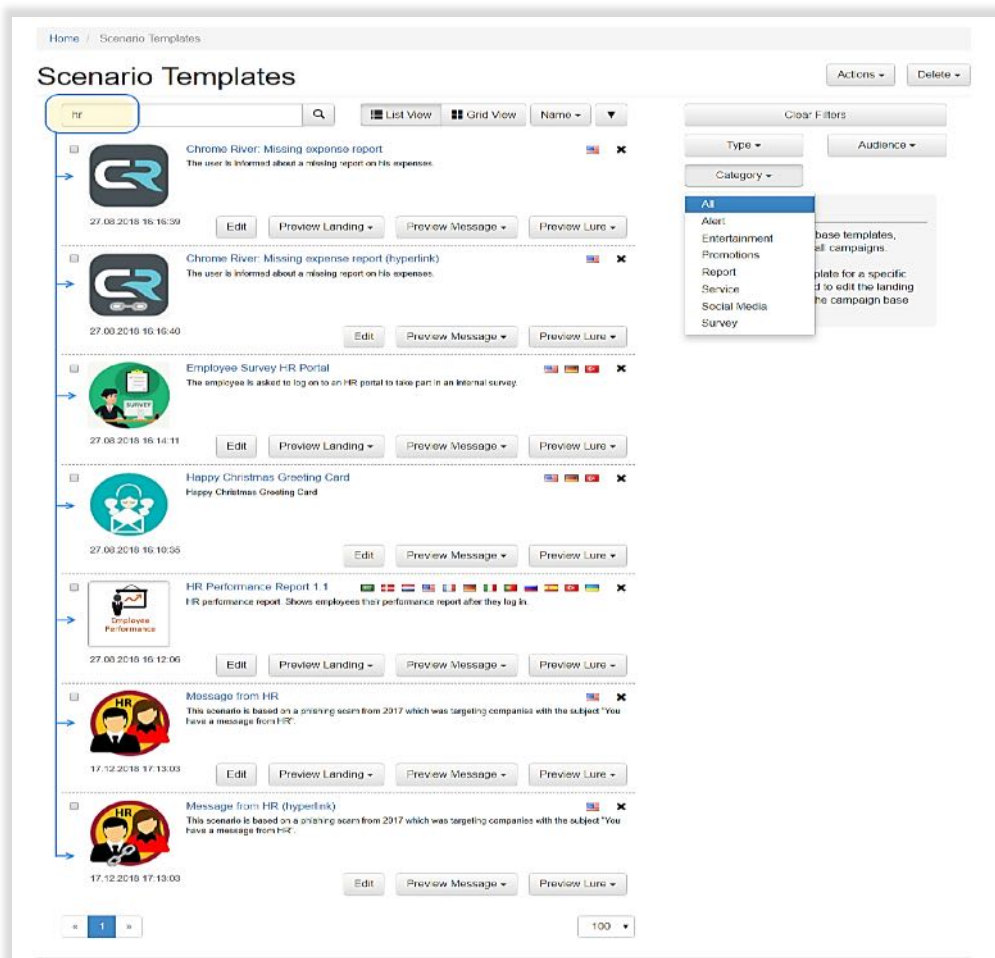 Home / Scenario Templates
Scenario Templates
Actions
Delete
hr
List View
Grid View
Name
Clear Filters
Type
Audience
Category
All
Alert
Entertainment
Promotions
Report
Service
Social Media
Survey
base templates,
all campaigns.
plate for a specific
d to edit the landing
he campaign base
Chrome River: Missing expense report
The user is informed about a missing report on his expenses.
CR
27.08.2018 16:16:39
Edit
Preview Landing
Preview Message
Preview Lure
Chrome River: Missing expense report (hyperlink)
The user is informed about a missing report on his expenses.
CR
27.08.2018 16:16:40
Edit
Preview Message
Preview Lure
Employee Survey HR Portal
The employee is asked to log on to an HR portal to take part in an internal survey.
SURVEY
27.08.2018 16:14:11
Edit
Preview Landing
Preview Message
Preview Lure
Happy Christmas Greeting Card
Happy Christmas Greeting Card
27.08.2018 16:10:35
Edit
Preview Message
Preview Lure
HR Performance Report 1.1
HR performance report. Shows employees their performance report after they log in.
Employee
Performance
27.08.2018 16:12:06
Edit
Preview Landing
Preview Message
Preview Lure
Message from HR
This scenario is based on a phishing scam from 2017 which was targeting companies with the subject "You
have a message from HR".
HR
17.12.2018 17:13:03
Edit
Preview Landing
Preview Message
Preview Lure
Message from HR (hyperlink)
This scenario is based on a phishing scam from 2017 which was targeting companies with the subject "You
have a message from HR".
HR
17.12.2018 17:13:03
Edit
Preview Message
Preview Lure
« 1 »
100